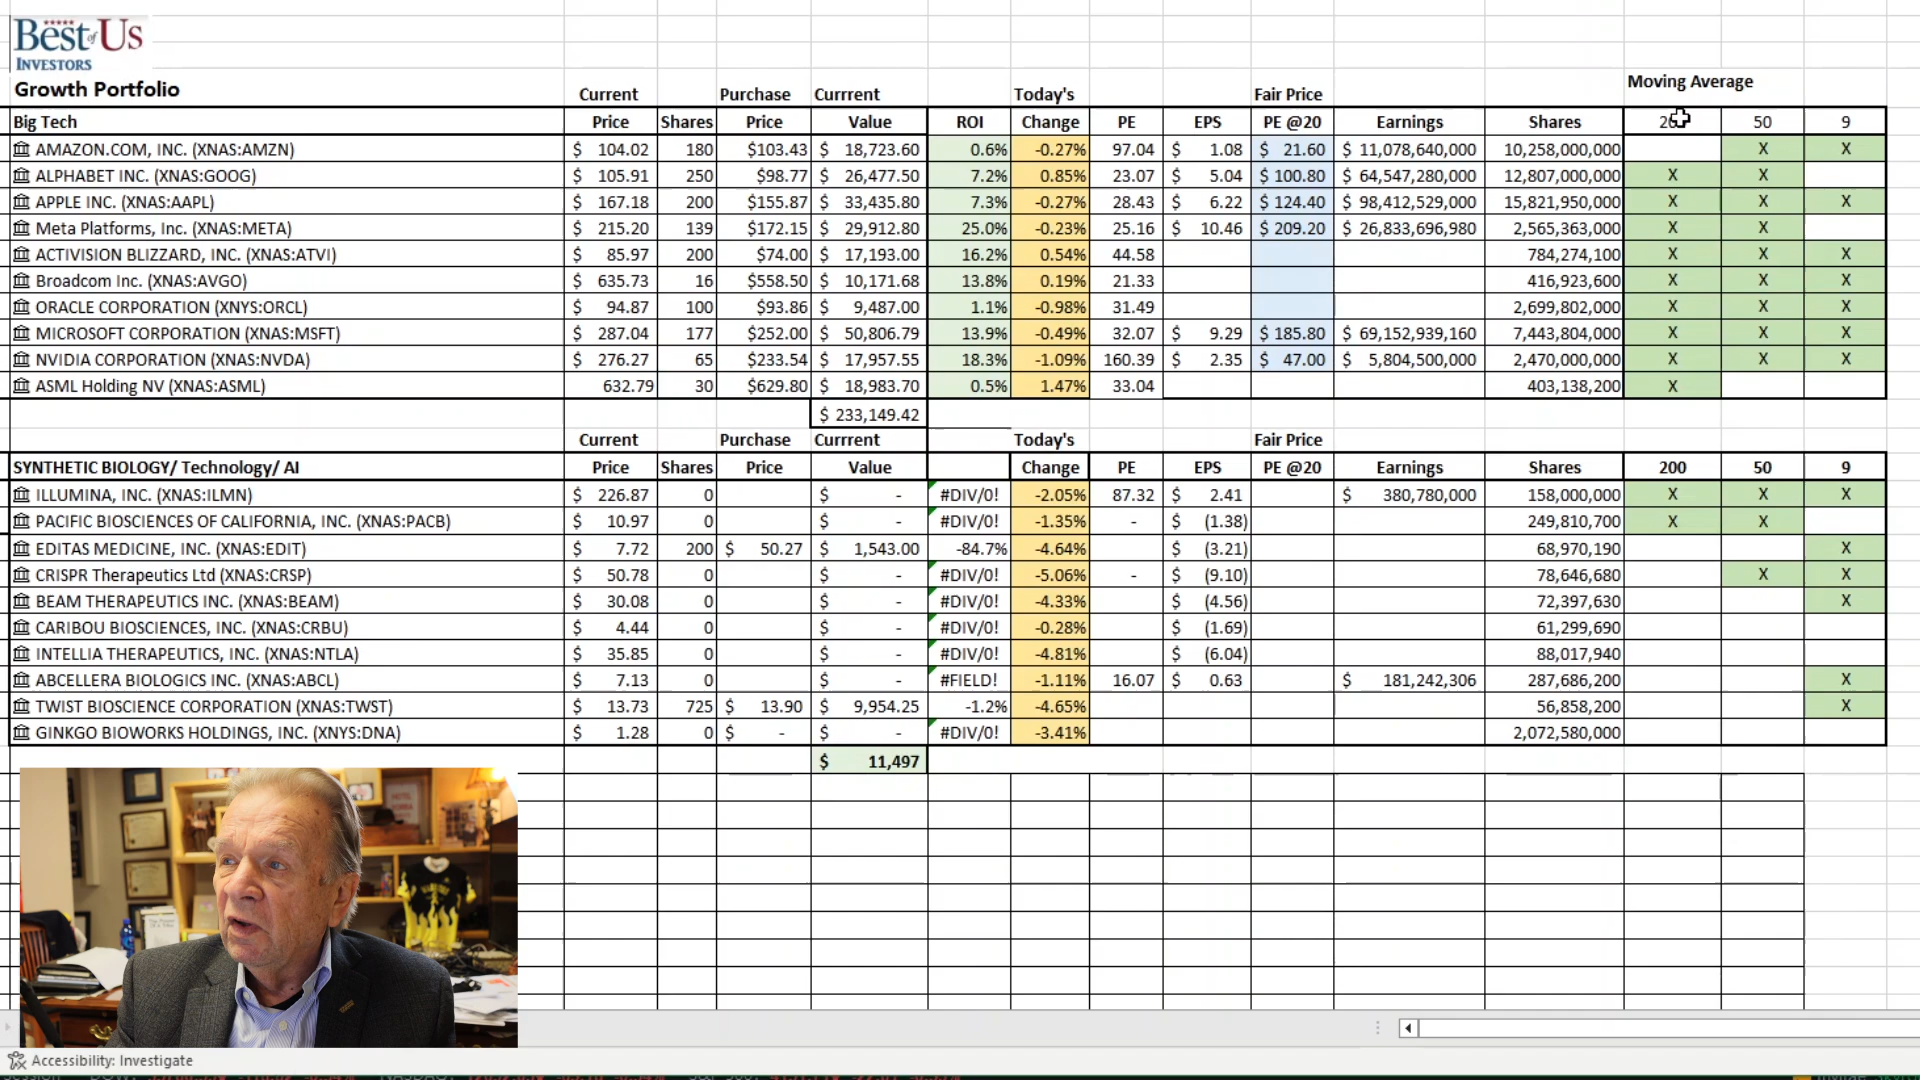 Best of Us
INVESTORS
Growth Portfolio Current Purchase Currrent Today's Fair Price Moving Average
Big Tech Price Shares Price Value ROI Change PE EPS PE @20 Earnings Shares 50 9
AMAZON.COM, INC. (XNAS:AMZN) $ 104.02 180 $103.43 $ 18,723.60 0.6% -0.27% 97.04 $ 1.08 $ 21.60 $ 11,078,640,000 10,258,000,000 X X
ALPHABET INC. (XNAS:GOOG) $ 105.91 250 $98.77 $ 26,477.50 7.2% 0.85% 23.07 $ 5.04 $ 100.80 $ 64,547,280,000 12,807,000,000 X X
APPLE INC. (XNAS:AAPL) $ 167.18 200 $155.87 $ 33,435.80 7.3% -0.27% 28.43 $ 6.22 $ 124.40 $ 98,412,529,000 15,821,950,000 X X X
Meta Platforms, Inc. (XNAS:META) $ 215.20 139 $172.15 $ 29,912.80 25.0% -0.23% 25.16 $ 10.46 $ 209.20 $ 26,833,696,980 2,565,363,000 X X
ACTIVISION BLIZZARD, INC. (XNAS:ATVI) $ 85.97 200 $74.00 $ 17,193.00 16.2% 0.54% 44.58 784,274,100 X X X
Broadcom Inc. (XNAS:AVGO) $ 635.73 16 $558.50 $ 10,171.68 13.8% 0.19% 21.33 416,923,600 X X X
ORACLE CORPORATION (XNYS:ORCL) $ 94.87 100 $93.86 $ 9,487.00 1.1% -0.98% 31.49 2,699,802,000 X X X
MICROSOFT CORPORATION (XNAS:MSFT) $ 287.04 177 $252.00 $ 50,806.79 13.9% -0.49% 32.07 $ 9.29 $ 185.80 $ 69,152,939,160 7,443,804,000 X X X
NVIDIA CORPORATION (XNAS:NVDA) $ 276.27 65 $233.54 $ 17,957.55 18.3% -1.09% 160.39 $ 2.35 $ 47.00 $ 5,804,500,000 2,470,000,000 X X X
ASML Holding NV (XNAS:ASML) 632.79 30 $629.80 $ 18,983.70 0.5% 1.47% 33.04 403,138,200 X
$ 233,149.42
Current Purchase Currrent Today's Fair Price
SYNTHETIC BIOLOGY/ Technology/ AI Price Shares Price Value Change PE EPS PE @20 Earnings Shares 200 50 9
ILLUMINA, INC. (XNAS:ILMN) $ 226.87 0 $ - #DIV/0! -2.05% 87.32 $ 2.41 $ 380,780,000 158,000,000 X X X
PACIFIC BIOSCIENCES OF CALIFORNIA, INC. (XNAS:PACB) $ 10.97 0 $ - #DIV/0! -1.35% - $ (1.38) 249,810,700 X X
EDITAS MEDICINE, INC. (XNAS:EDIT) $ 7.72 200 $ 50.27 $ 1,543.00 -84.7% -4.64% $ (3.21) 68,970,190 X
CRISPR Therapeutics Ltd (XNAS:CRSP) $ 50.78 0 $ - #DIV/0! -5.06% - $ (9.10) 78,646,680 X X
BEAM THERAPEUTICS INC. (XNAS:BEAM) $ 30.08 0 $ - #DIV/0! -4.33% $ (4.56) 72,397,630 X
CARIBOU BIOSCIENCES, INC. (XNAS:CRBU) $ 4.44 0 $ - #DIV/0! -0.28% $ (1.69) 61,299,690
INTELLIA THERAPEUTICS, INC. (XNAS:NTLA) $ 35.85 0 $ - #DIV/0! -4.81% $ (6.04) 88,017,940
ABCELLERA BIOLOGICS INC. (XNAS:ABCL) $ 7.13 0 $ - #FIELD! -1.11% 16.07 $ 0.63 $ 181,242,306 287,686,200 X
TWIST BIOSCIENCE CORPORATION (XNAS:TWST) $ 13.73 725 $ 13.90 $ 9,954.25 -1.2% -4.65% 56,858,200 X
GINKGO BIOWORKS HOLDINGS, INC. (XNYS:DNA) $ 1.28 0 $ - $ - #DIV/0! -3.41% 2,072,580,000
$ 11,497
Accessibility: Investigate